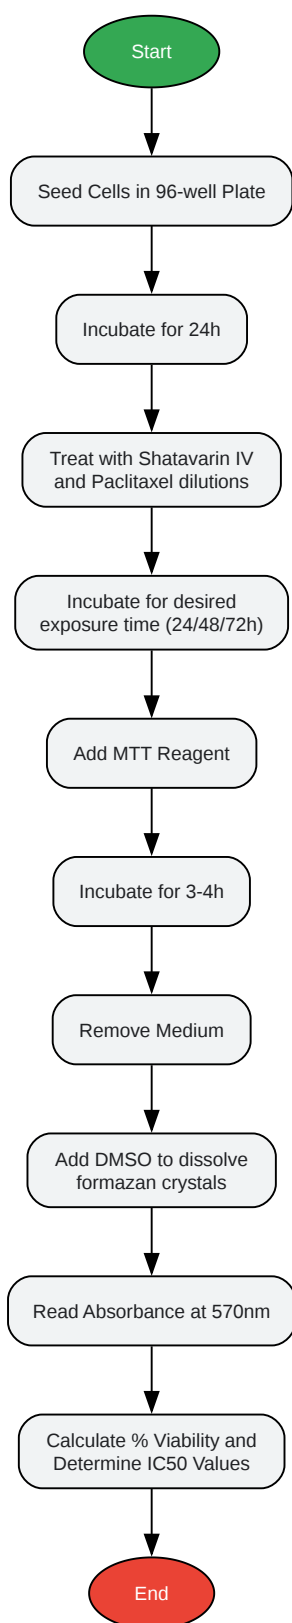 Start
Seed Cells in 96-well Plate
Incubate for 24h
Treat with Shatavarin IV
and Paclitaxel dilutions
Incubate for desired
exposure time (24/48/72h)
Add MTT Reagent
Incubate for 3-4h
Remove Medium
Add DMSO to dissolve
formazan crystals
Read Absorbance at 570nm
Calculate % Viability and
Determine IC50 Values
End